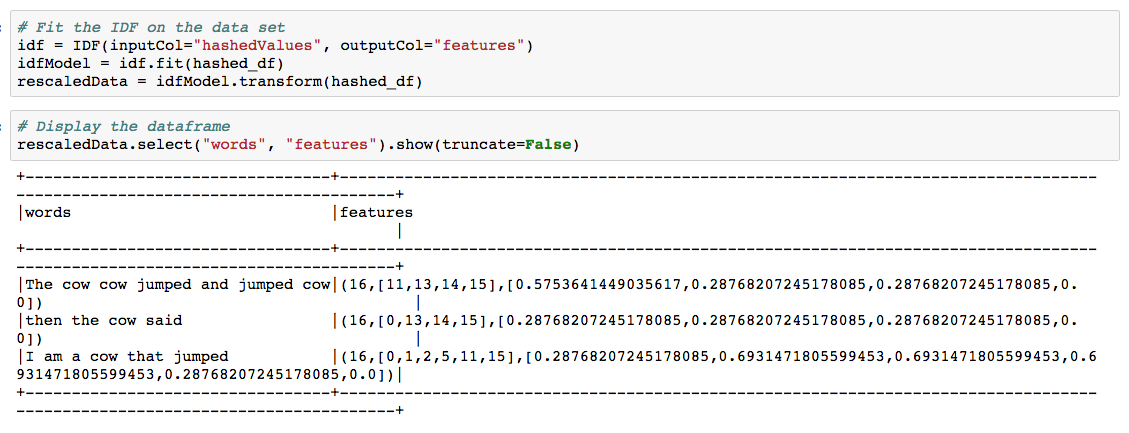 # Fit the IDF on the data set
idf = IDF(inputCol="hashedValues", outputCol="features")
idfModel = idf.fit(hashed_df)
rescaledData = idfModel.transform(hashed_df)
# Display the dataframe
rescaledData.select("words", "features").show(truncate=False)
+---------------------------------+---------------------------------------------------------------------------------
-----------------------------------------+
|words                            |features
                                         |
+---------------------------------+---------------------------------------------------------------------------------
-----------------------------------------+
|The cow cow jumped and jumped cow|(16,[11,13,14,15],[0.5753641449035617,0.28768207245178085,0.28768207245178085,0.
0])                                        |
|then the cow said                |(16,[0,13,14,15],[0.28768207245178085,0.28768207245178085,0.28768207245178085,0.
0])                                        |
|I am a cow that jumped           |(16,[0,1,2,5,11,15],[0.28768207245178085,0.6931471805599453,0.6931471805599453,0.6
931471805599453,0.28768207245178085,0.0])|
+---------------------------------+---------------------------------------------------------------------------------
-----------------------------------------+